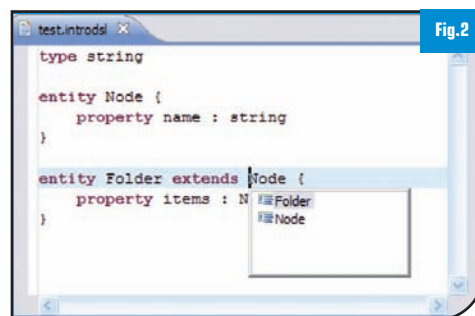 Fig.2
test.introdsl
type string
entity Node {
property name : string
}
entity Folder extends Node {
property items : N
Folder
Node
}